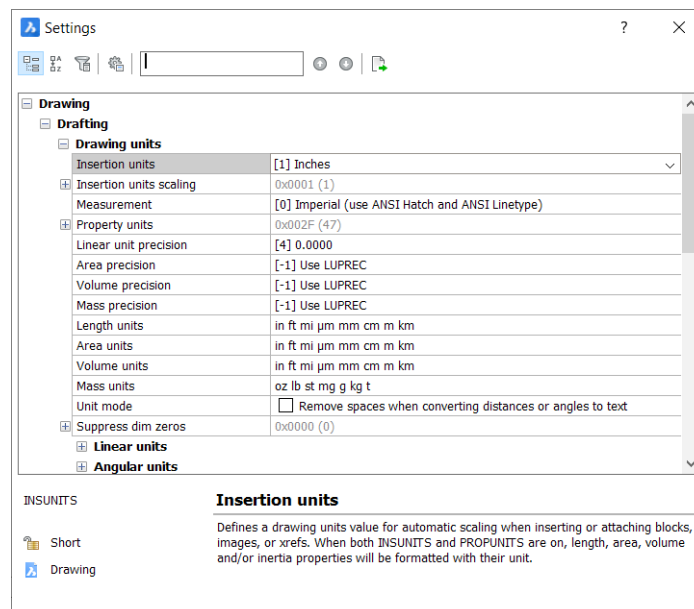 Settings ?
Drawing
Drafting
Drawing units
Insertion units [1] Inches
Insertion units scaling 0x0001 (1)
Measurement [0] Imperial (use ANSI Hatch and ANSI Linetype)
Property units 0x002F (47)
Linear unit precision [4] 0.0000
Area precision [-1] Use LUPREC
Volume precision [-1] Use LUPREC
Mass precision [-1] Use LUPREC
Length units in ft mi µm mm cm m km
Area units in ft mi µm mm cm m km
Volume units in ft mi µm mm cm m km
Mass units oz lb st mg g kg t
Unit mode Remove spaces when converting distances or angles to text
Suppress dim zeros 0x0000 (0)
Linear units
Angular units
INSUNITS
Short
Drawing
Insertion units
Defines a drawing units value for automatic scaling when inserting or attaching blocks,
images, or xrefs. When both INSUNITS and PROPUNITS are on, length, area, volume
and/or inertia properties will be formatted with their unit.